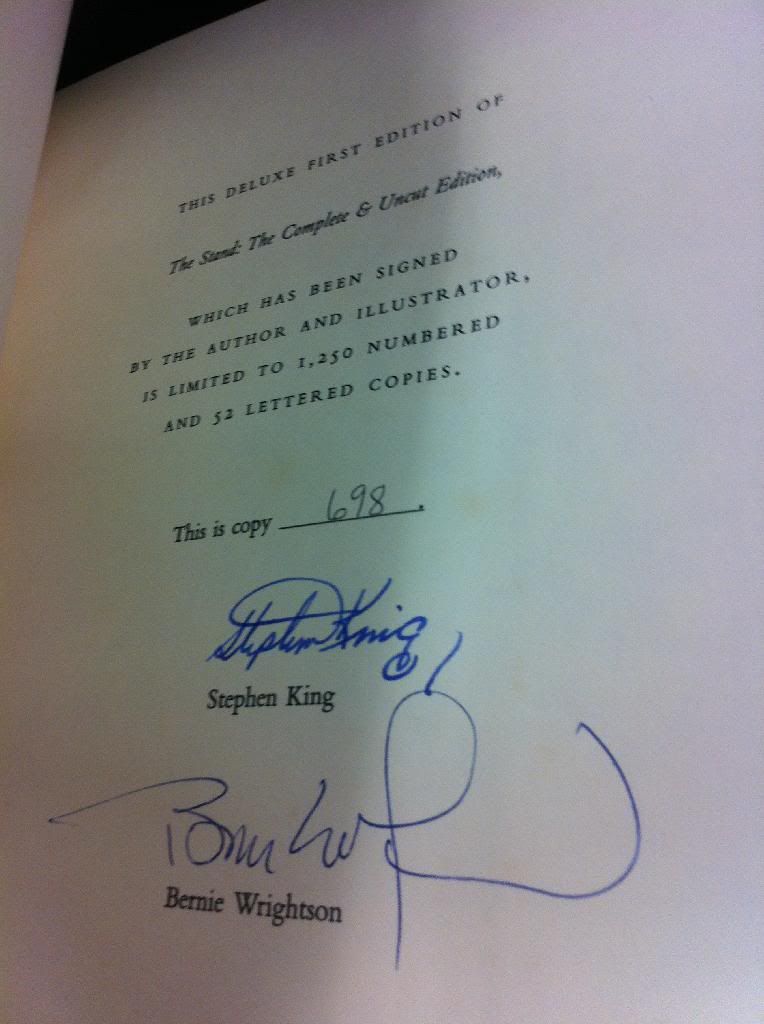 THIS DELUXE FIRST EDITION OF
The Stand: The Complete & Uncut Edition,
WHICH HAS BEEN SIGNED
BY THE AUTHOR AND ILLUSTRATOR,
IS LIMITED TO 1,250 NUMBERED
AND 52 LETTERED COPIES.
This is copy 698.
Stephen King
Stephen King
Bernie Wrightson